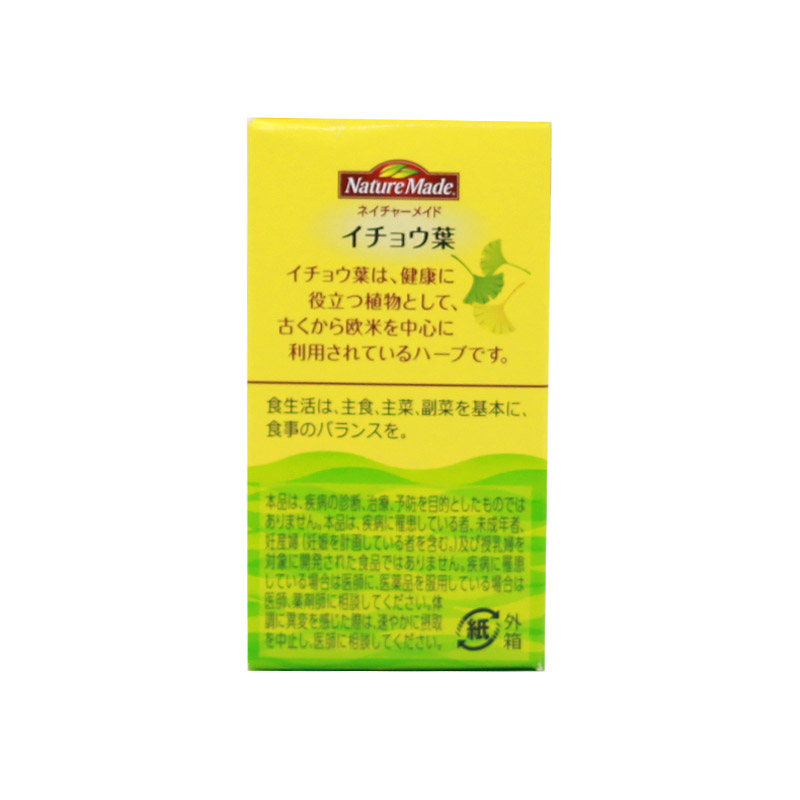 Nature Made®
ネイチャーメイド
イチョウ葉
イチョウ葉は、健康に
役立つ植物として、
古くから欧米を中心に
利用されているハーブです。
食生活は、主食、主菜、副菜を基本に、
食事のバランスを。
本品は、疾病の診断、治療、予防を目的としたものでは
ありません。本品は、疾病に罹患している者、未成年者、
妊産婦(妊娠を計画している者を含む。)及び授乳婦を
対象に開発された食品ではありません。疾病に罹患
している場合は医師に、医薬品を服用している場合は
医師、薬剤師に相談してください。体
調に異変を感じた際は、速やかに摂取
を中止し、医師に相談してください。
紙
外
箱